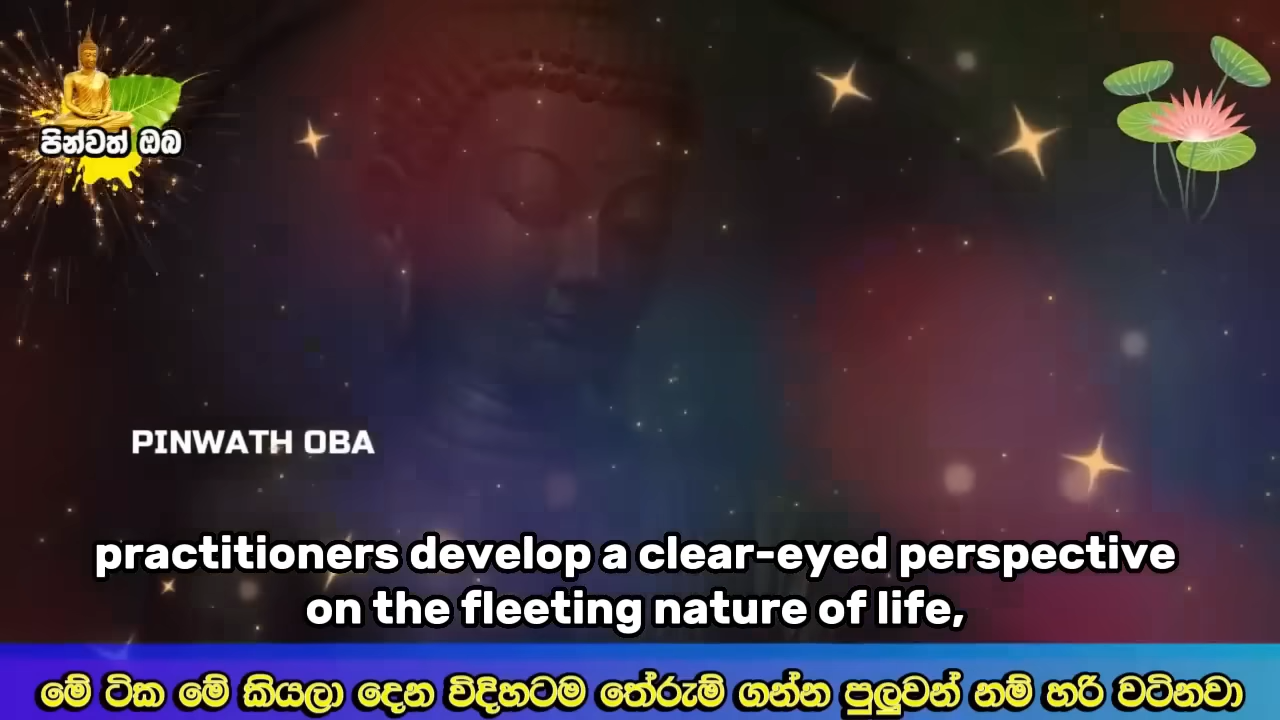 පින්වත් ඔබ
PINWATH OBA
practitioners develop a clear-eyed perspective
on the fleeting nature of life,
මේ ටික මේ කියලා දෙන විදිහටම තේරුම් ගන්න පුලුවන් නම් හරි වටිනවා